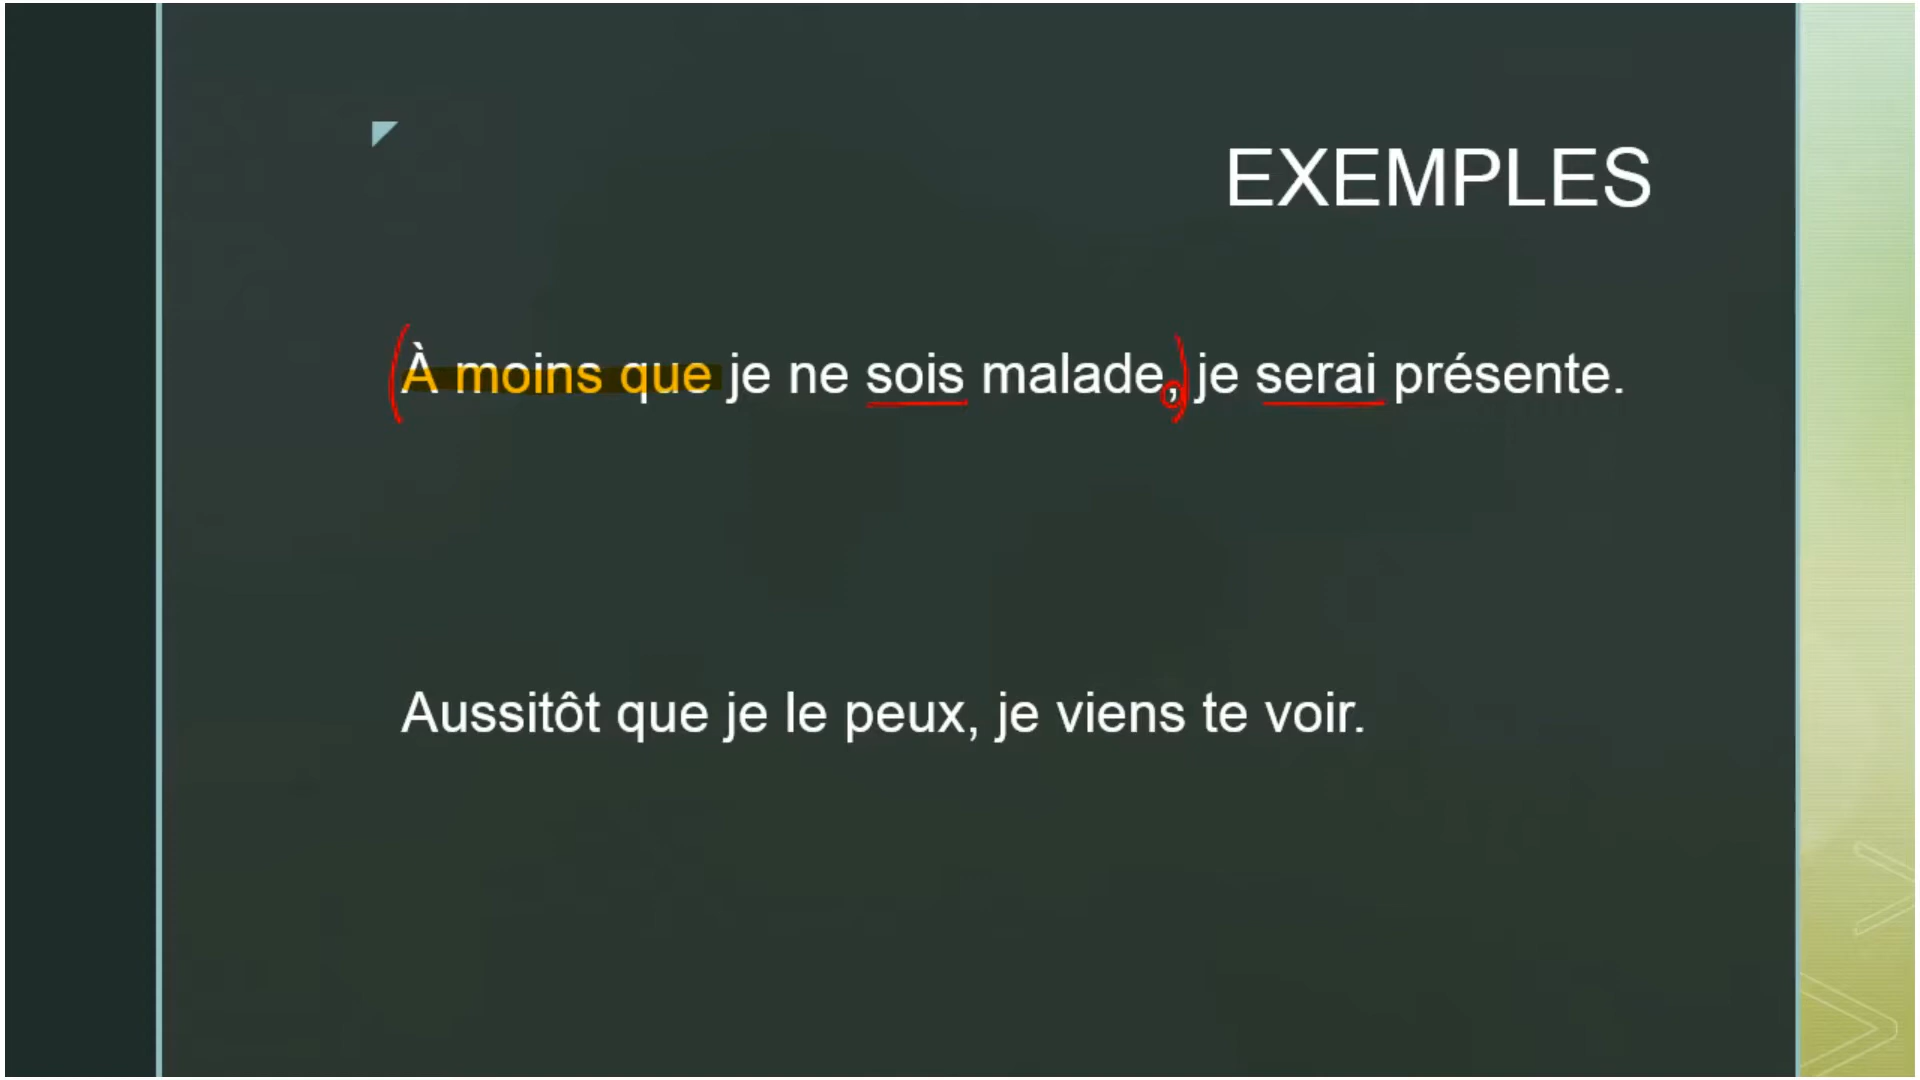 EXEMPLES
À moins que je ne sois malade, je serai présente.
Aussitôt que je le peux, je viens te voir.